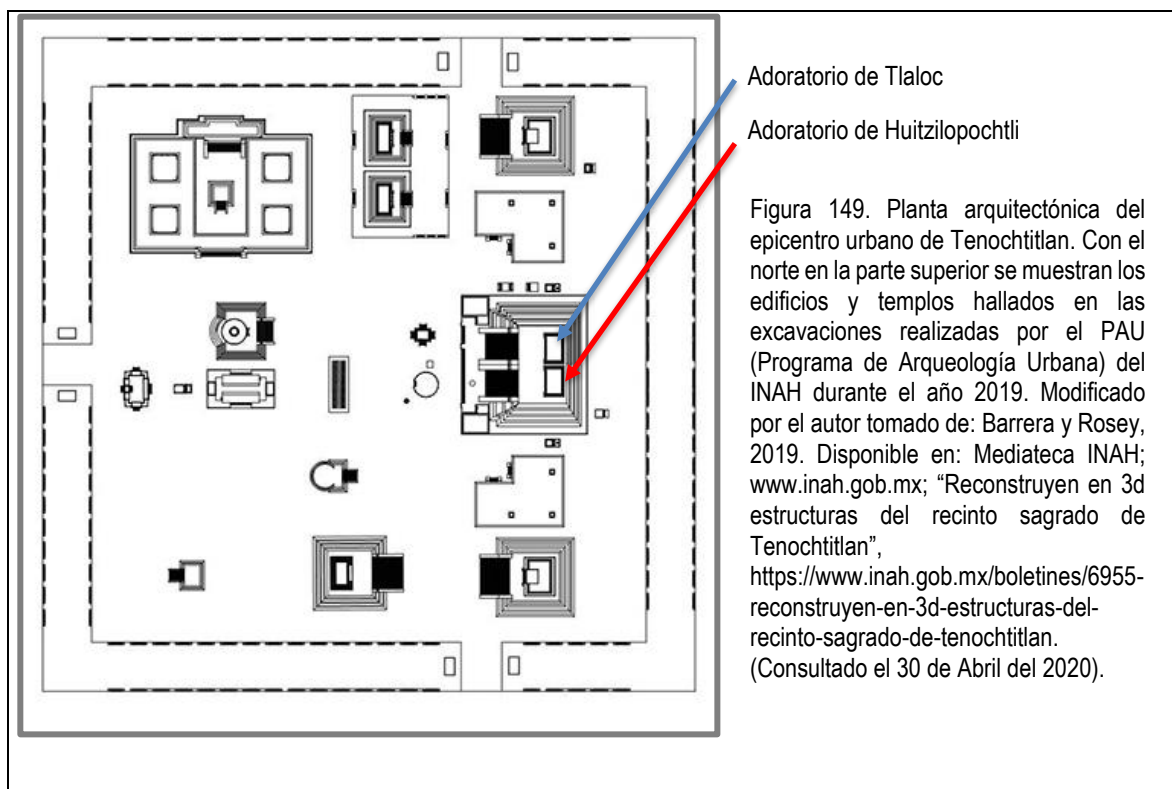 Adoratorio de Tlaloc
Adoratorio de Huitzilopochtli
Figura 149. Planta arquitectónica del
epicentro urbano de Tenochtitlan. Con el
norte en la parte superior se muestran los
edificios y templos hallados en las
excavaciones realizadas por el PAU
(Programa de Arqueología Urbana) del
INAH durante el año 2019. Modificado
por el autor tomado de: Barrera y Rosey,
2019. Disponible en: Mediateca INAH;
www.inah.gob.mx; “Reconstruyen en 3d
estructuras del recinto sagrado de
Tenochtitlan”,
https://www.inah.gob.mx/boletines/6955-
reconstruyen-en-3d-estructuras-del-
recinto-sagrado-de-tenochtitlan.
(Consultado el 30 de Abril del 2020).